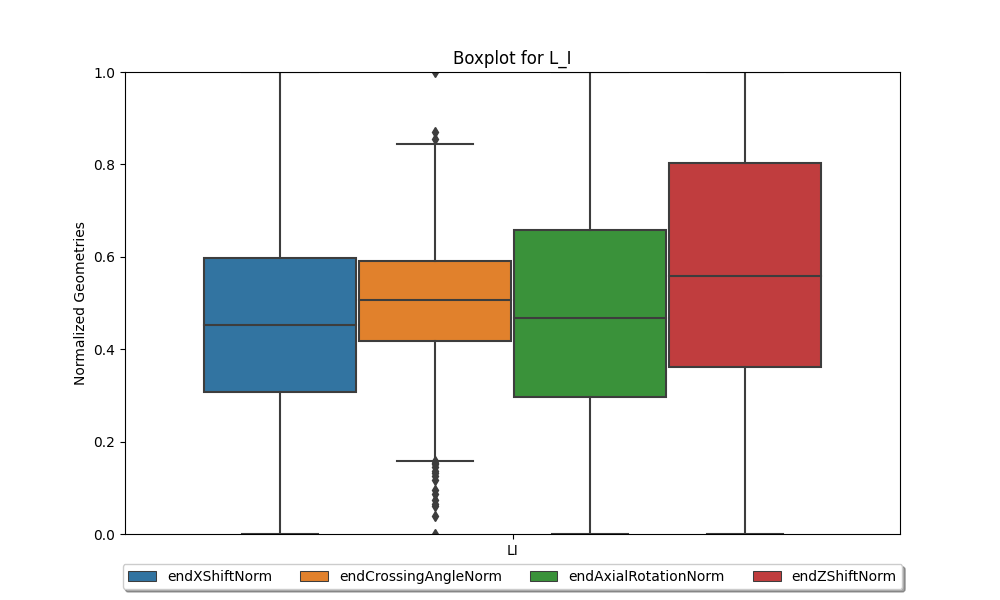 Boxplot for L_I
1.0
0.8
0.6
0.4
0.2
0.0
Normalized Geometries
LI
endXShiftNorm endCrossingAngleNorm endAxialRotationNorm endZShiftNorm